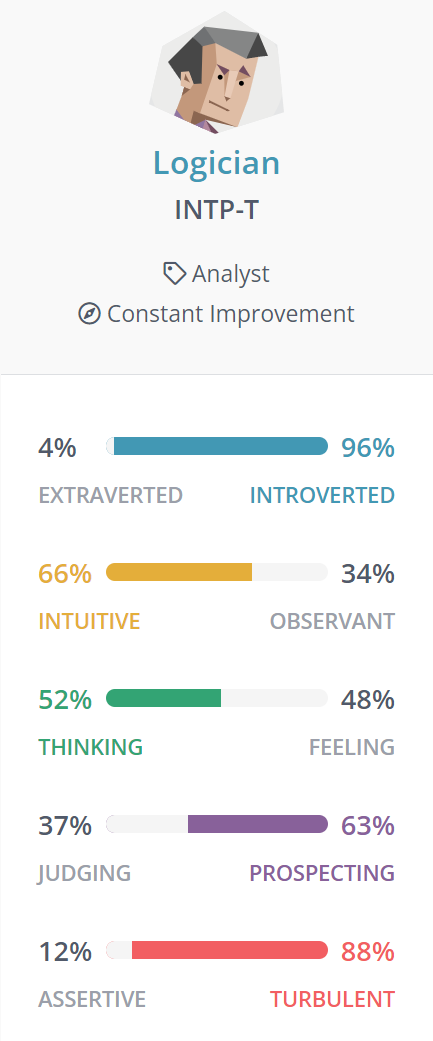 Logician
INTP-T
Analyst
Constant Improvement
4% 96%
EXTRAVERTED INTROVERTED
66% 34%
INTUITIVE OBSERVANT
52% 48%
THINKING FEELING
37% 63%
JUDGING PROSPECTING
12% 88%
ASSERTIVE TURBULENT